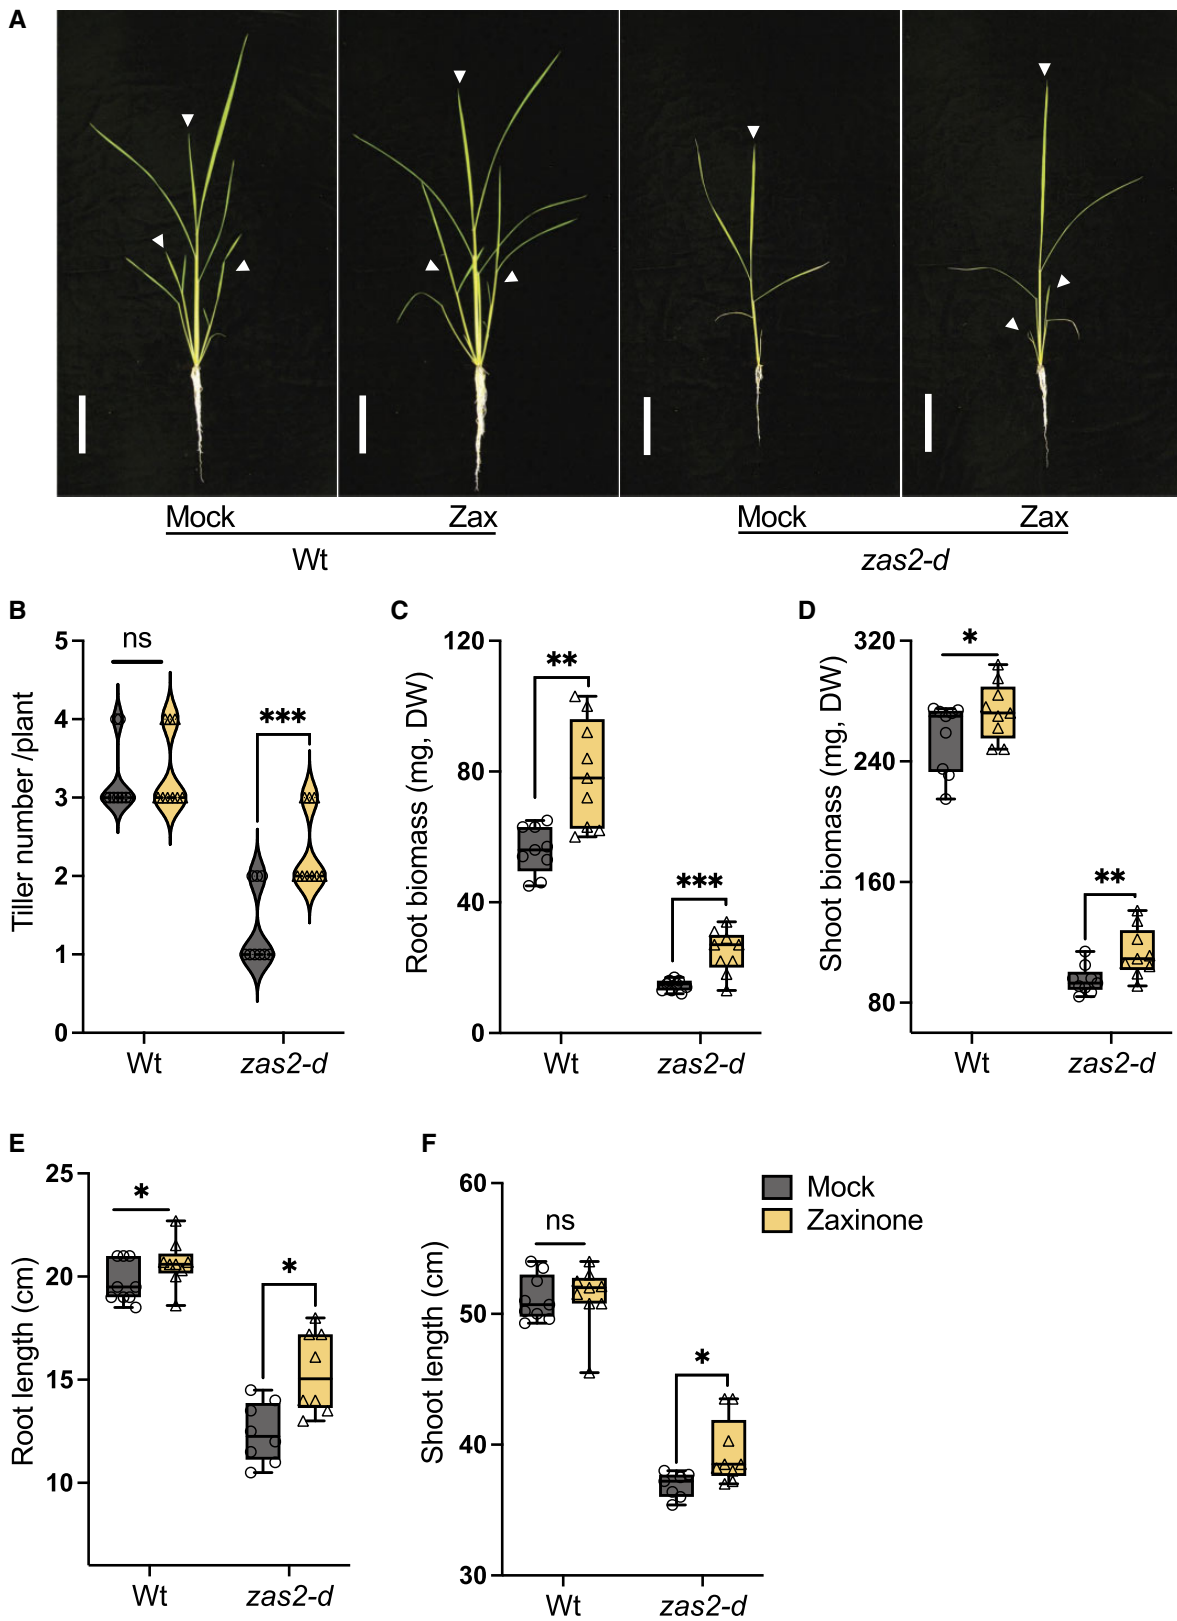 A
Mock Zax Mock Zax
Wt zas2-d
B
Tiller number /plant
5
4
3
2
1
0
ns
***
Wt zas2-d
C
Root biomass (mg, DW)
120
80
40
0
**
***
Wt zas2-d
D
Shoot biomass (mg, DW)
320
240
160
80
*
**
Wt zas2-d
E
Root length (cm)
25
20
15
10
*
*
Wt zas2-d
F
Shoot length (cm)
60
50
40
30
ns
*
Wt zas2-d
Mock
Zaxinone